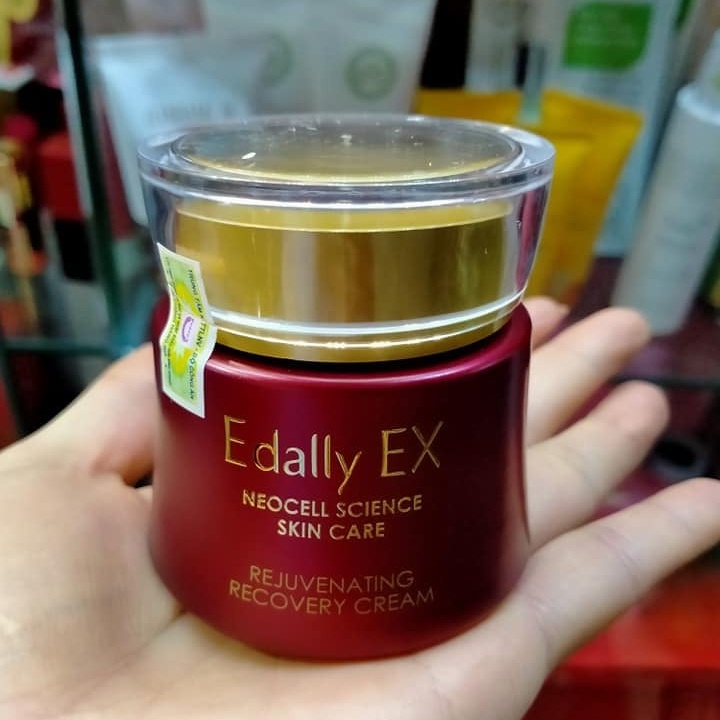 Edally EX
NEOCELL SCIENCE
SKIN CARE
REJUVENATING
RECOVERY CREAM